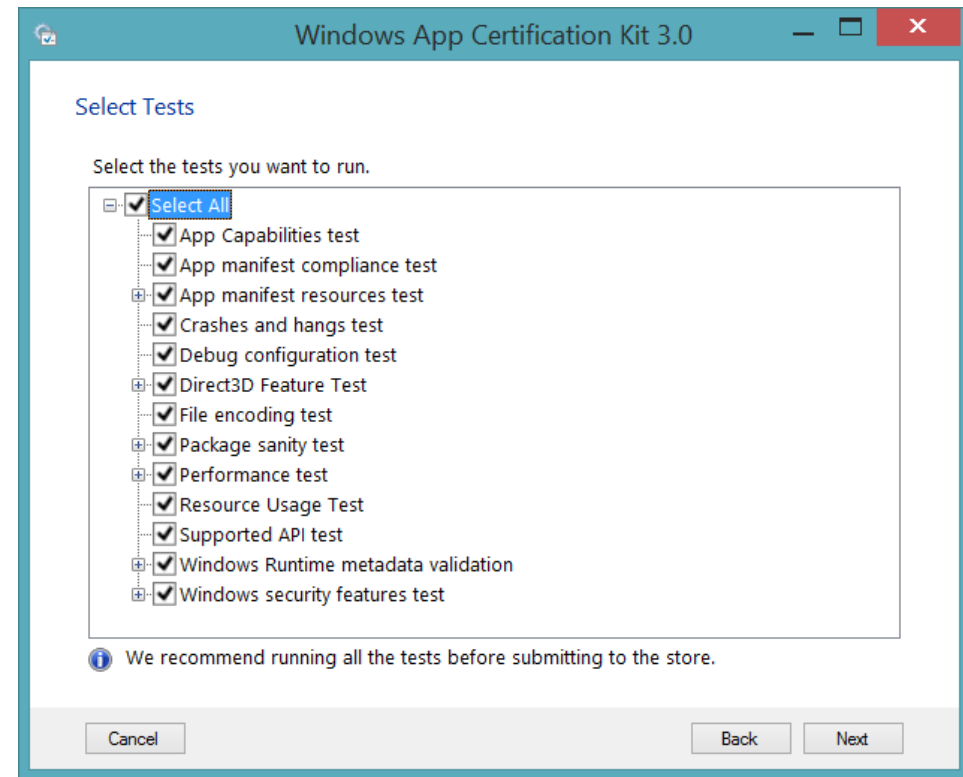 Windows App Certification Kit 3.0
Select Tests
Select the tests you want to run.
Select All
App Capabilities test
App manifest compliance test
App manifest resources test
Crashes and hangs test
Debug configuration test
Direct3D Feature Test
File encoding test
Package sanity test
Performance test
Resource Usage Test
Supported API test
Windows Runtime metadata validation
Windows security features test
We recommend running all the tests before submitting to the store.
Cancel Back Next